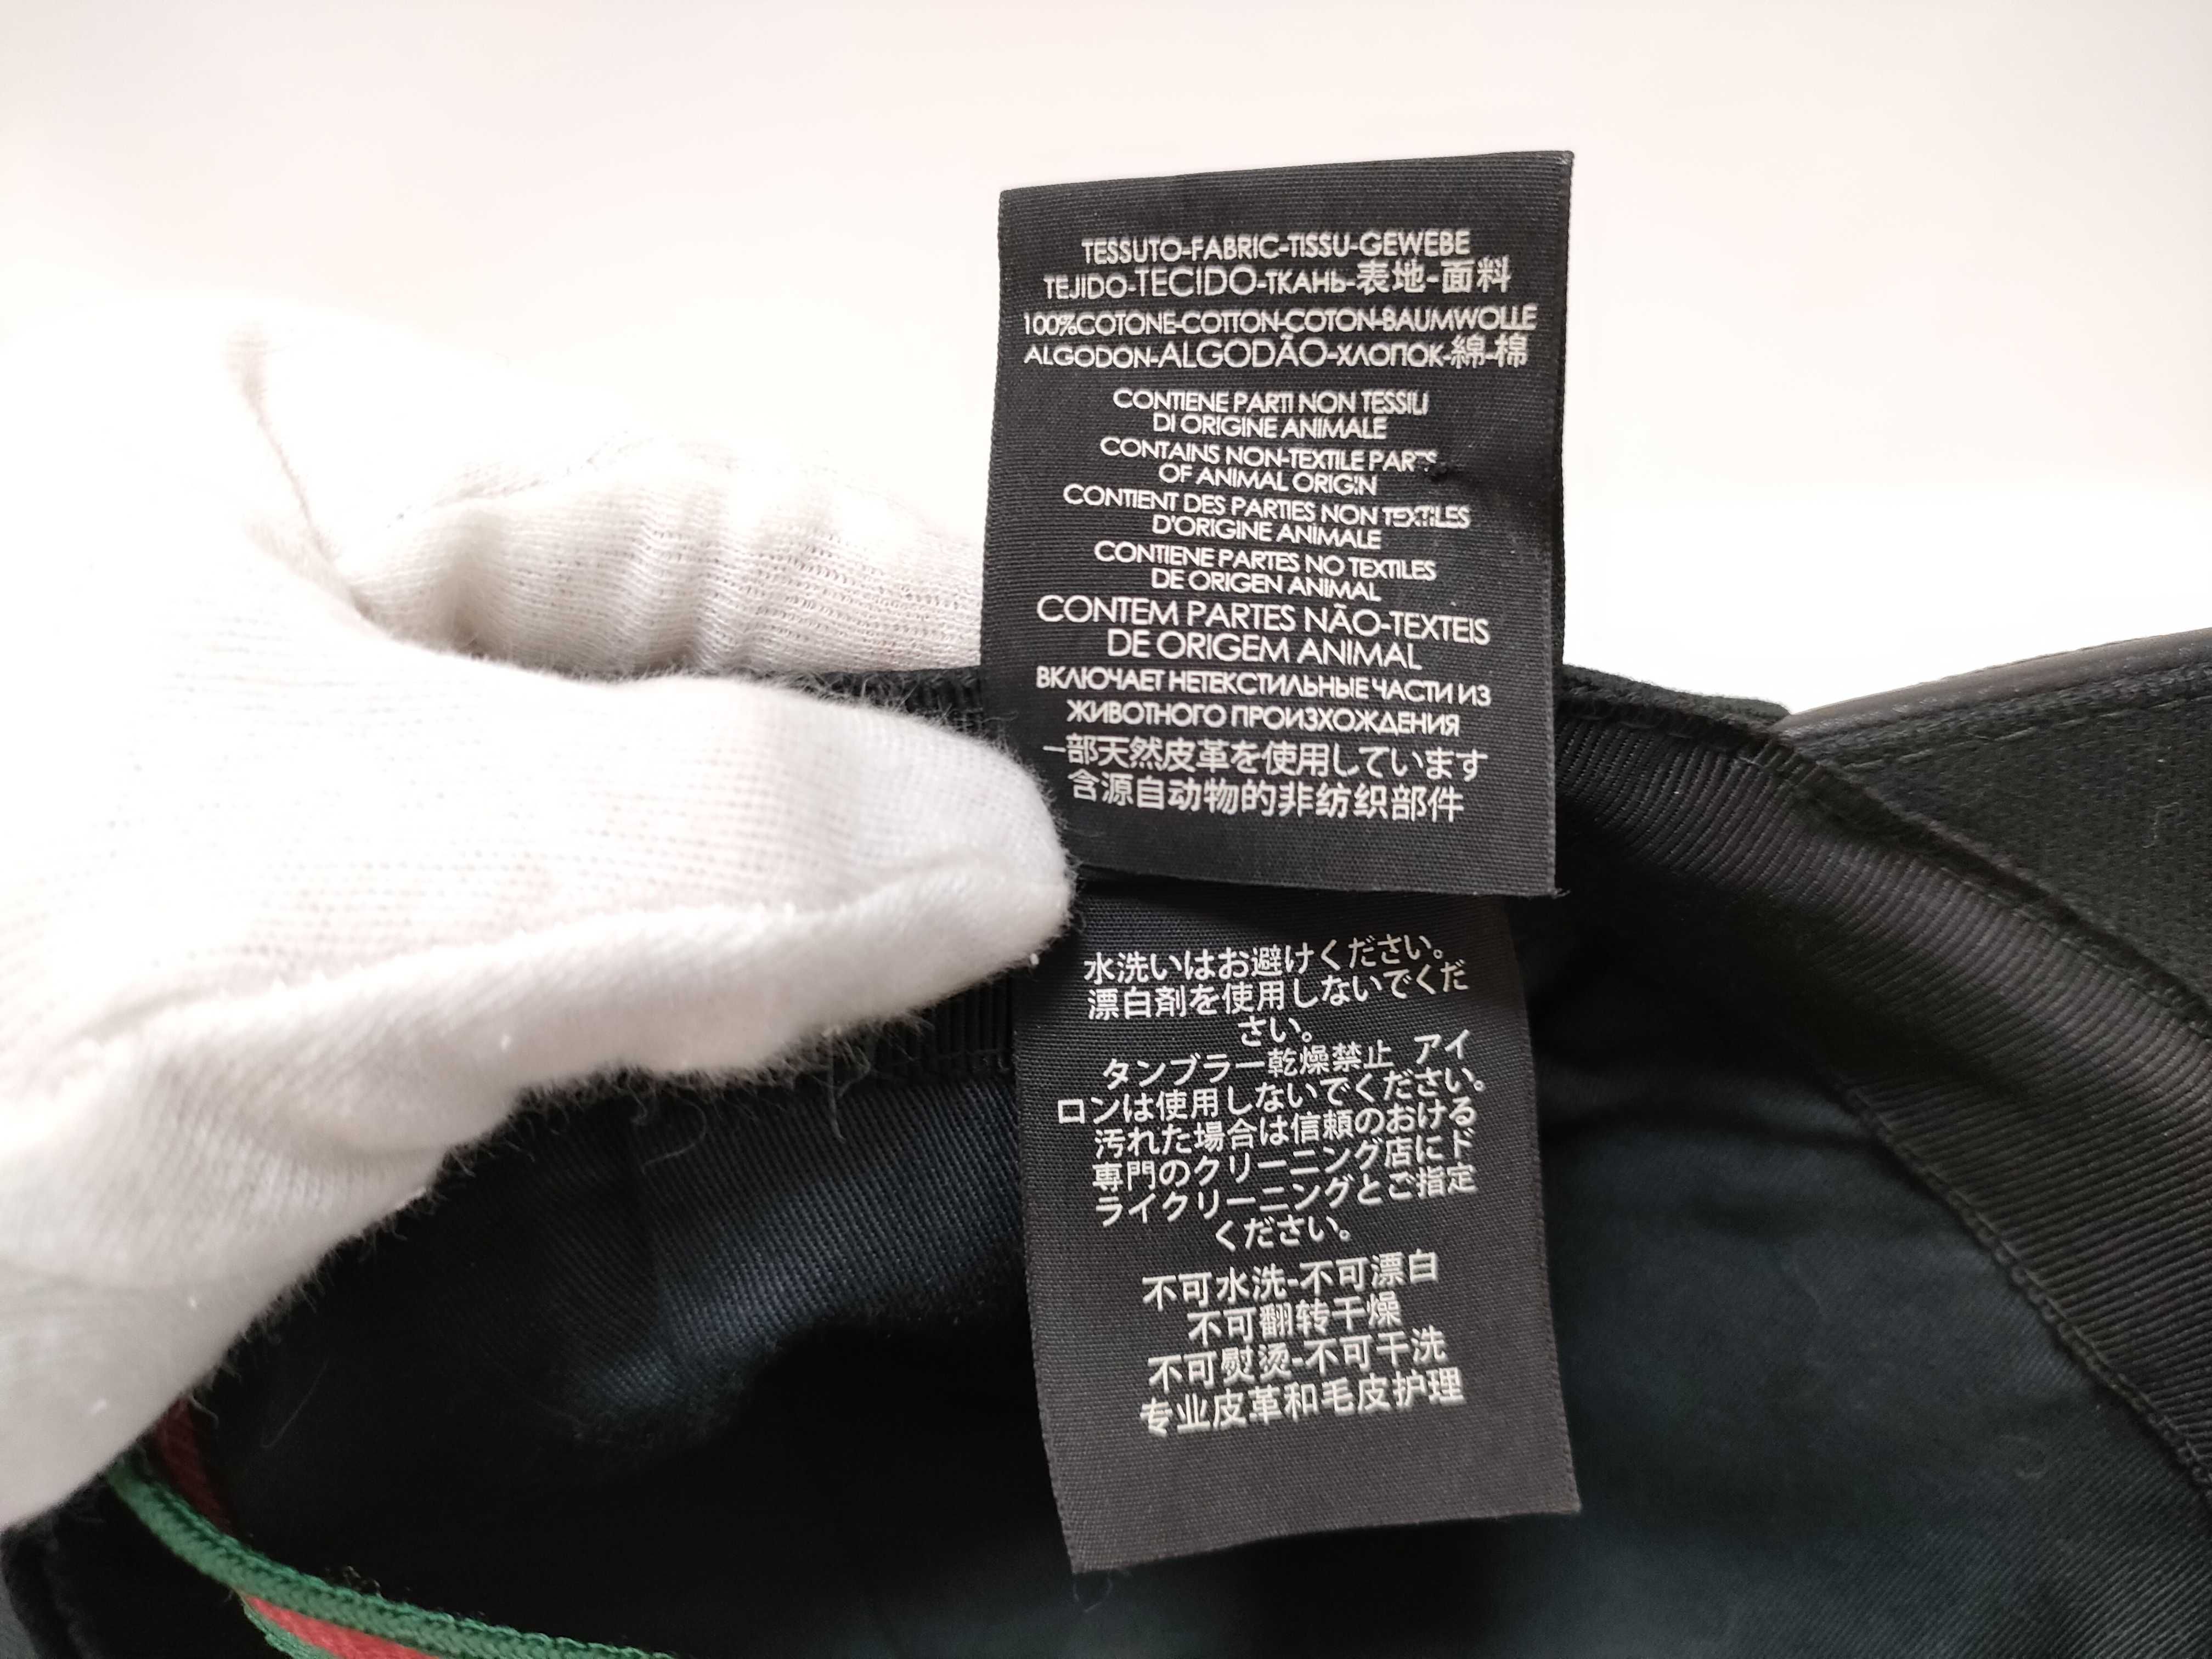 TESSUTO-FABRIC-TISSU-GEWEBE
TEJIDO-TECIDO-ТКАНЬ-表地-面料
100%COTONE-COTTON-COTON-BAUMWOLLE
ALGODON-ALGODÃO-ХЛОПОК-綿-棉
CONTIENE PARTI NON TESSILI
DI ORIGINE ANIMALE
CONTAINS NON-TEXTILE PARTS
OF ANIMAL ORIGIN
CONTIENT DES PARTIES NON TEXTILES
D'ORIGINE ANIMALE
CONTIENE PARTES NO TEXTILES
DE ORIGEN ANIMAL
CONTEM PARTES NÃO-TEXTEIS
DE ORIGEM ANIMAL
ВКЛЮЧАЕТ НЕТЕКСТИЛЬНЫЕ ЧАСТИ ИЗ
ЖИВОТНОГО ПРОИЗХОЖДЕНИЯ
一部天然皮革を使用しています
含源自动物的非纺织部件
水洗いはお避けください。
漂白剤を使用しないでくだ
さい。
タンブラー乾燥禁止 アイ
ロンは使用しないでください。
汚れた場合は信頼のおける
専門のクリーニング店にド
ライクリーニングとご指定
ください。
不可水洗-不可漂白
不可翻转干燥
不可熨烫-不可干洗
专业皮革和毛皮护理